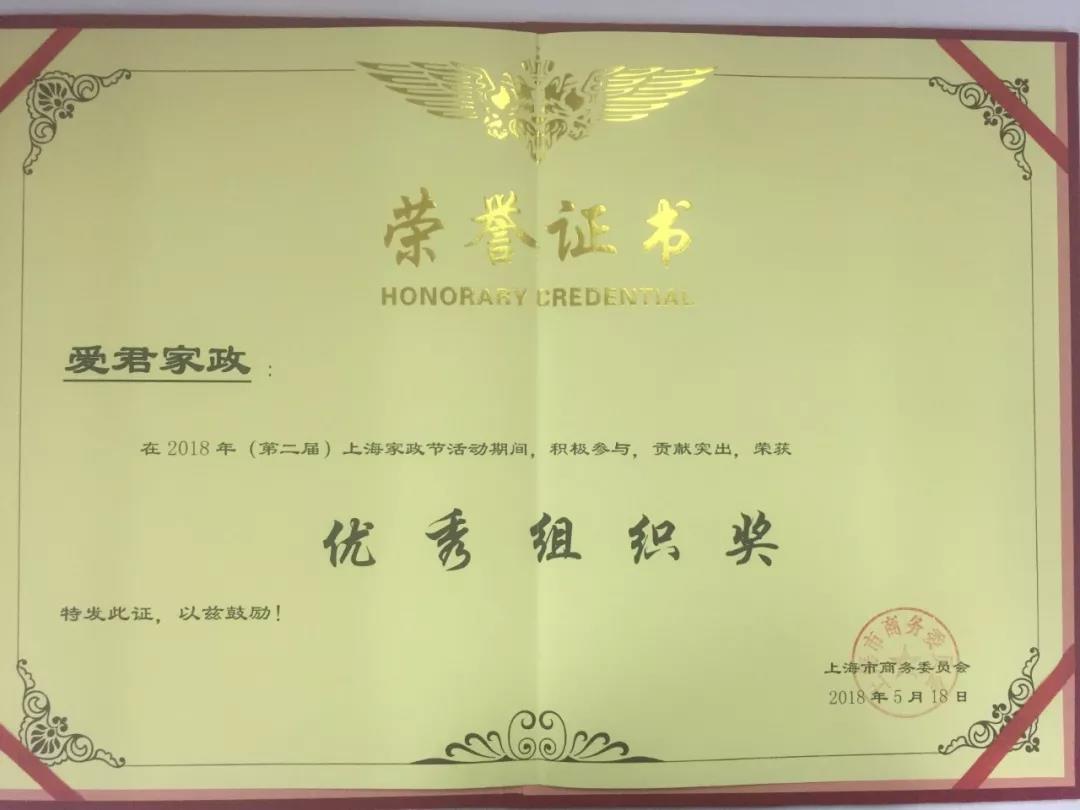 荣誉证书
HONORARY CREDENTIAL
爱君家政：
在2018年（第二届）上海家政节活动期间，积极参与，贡献突出，荣获
优秀组织奖
特发此证，以兹鼓励！
上海市商务委员会
2018年5月18日